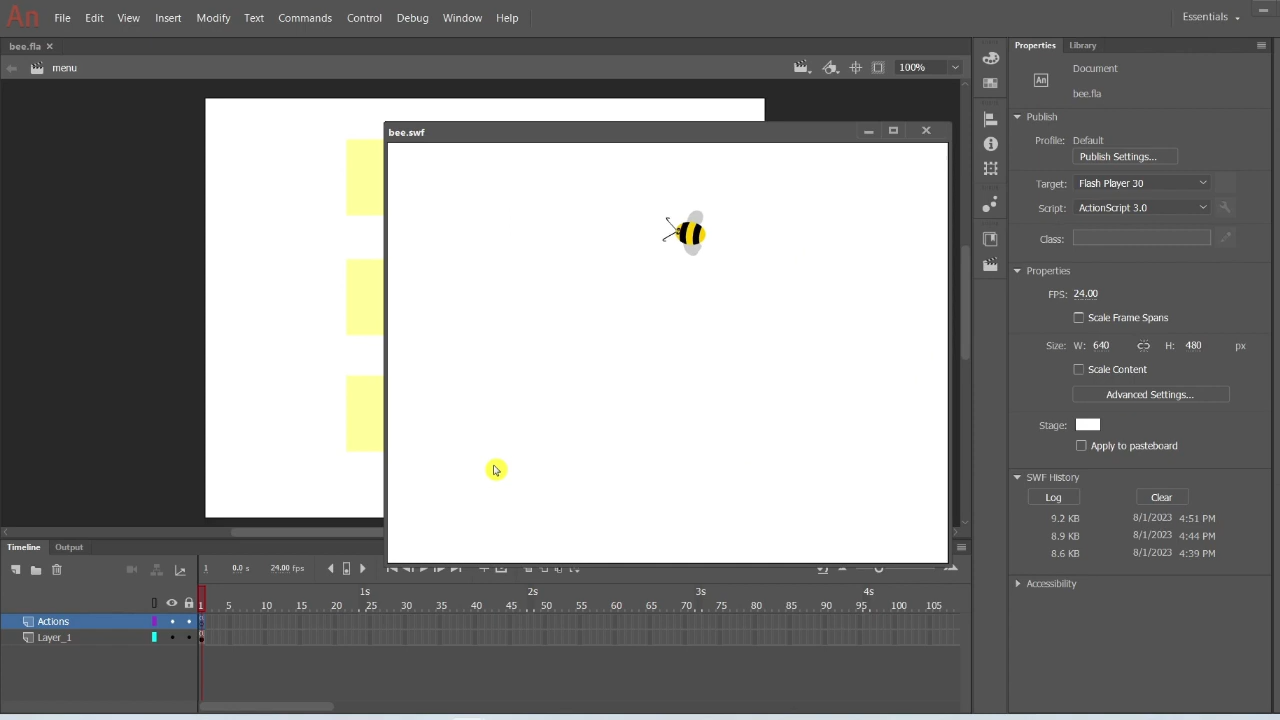 An File Edit View Insert Modify Text Commands Control Debug Window Help Essentials
bee.fla
menu 100%
bee.swf
Properties Library
Document
bee.fla
Publish
Profile: Default
Publish Settings...
Target: Flash Player 30
Script: ActionScript 3.0
Class:
Properties
FPS: 24.00
Scale Frame Spans
Size: W: 640 H: 480 px
Scale Content
Advanced Settings...
Stage:
Apply to pasteboard
SWF History
Log Clear
9.2 KB 8/1/2023 4:51 PM
8.9 KB 8/1/2023 4:44 PM
8.6 KB 8/1/2023 4:39 PM
Accessibility
Timeline Output
1 0.0 s 24.00 fps
1s 2s 3s 4s
1 5 10 15 20 25 30 35 40 45 50 55 60 65 70 75 80 85 90 95 100 105
Actions
Layer_1